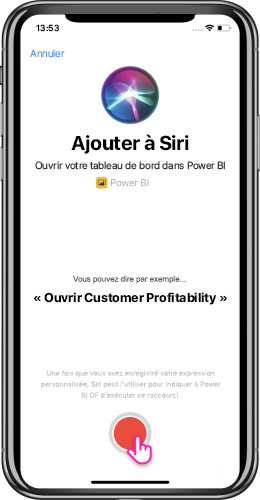 13:53
Annuler
Ajouter à Siri
Ouvrir votre tableau de bord dans Power BI
Power BI
Vous pouvez dire par exemple...
« Ouvrir Customer Profitability »
Une fois que vous avez enregistré votre expression
personnalisée, Siri peut l'utiliser pour indiquer à Power
BI DF d'exécuter ce raccourci.